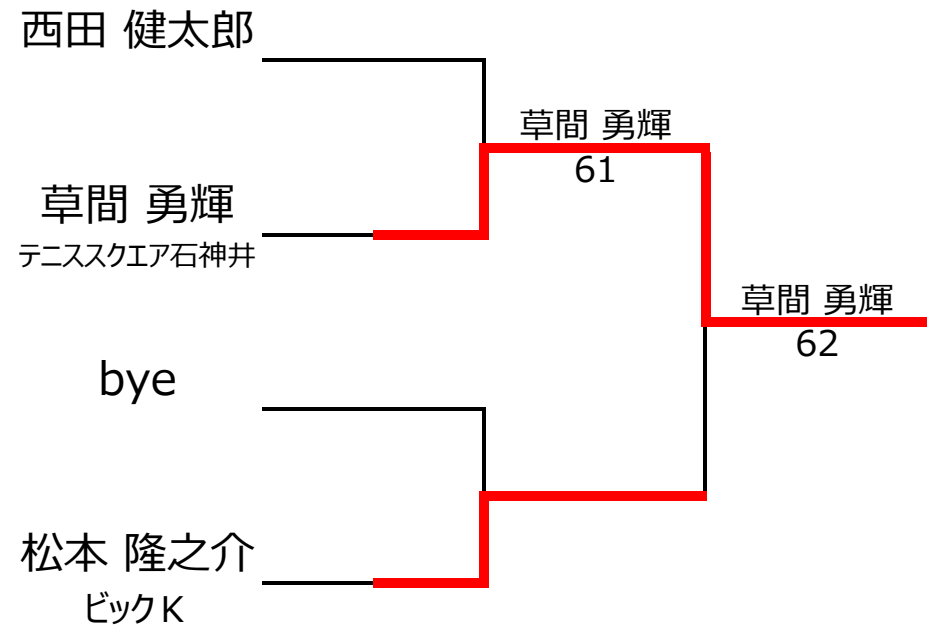 西田 健太郎
草間 勇輝
61
草間 勇輝
テニススクエア石神井
草間 勇輝
62
bye
松本 隆之介
ビックK